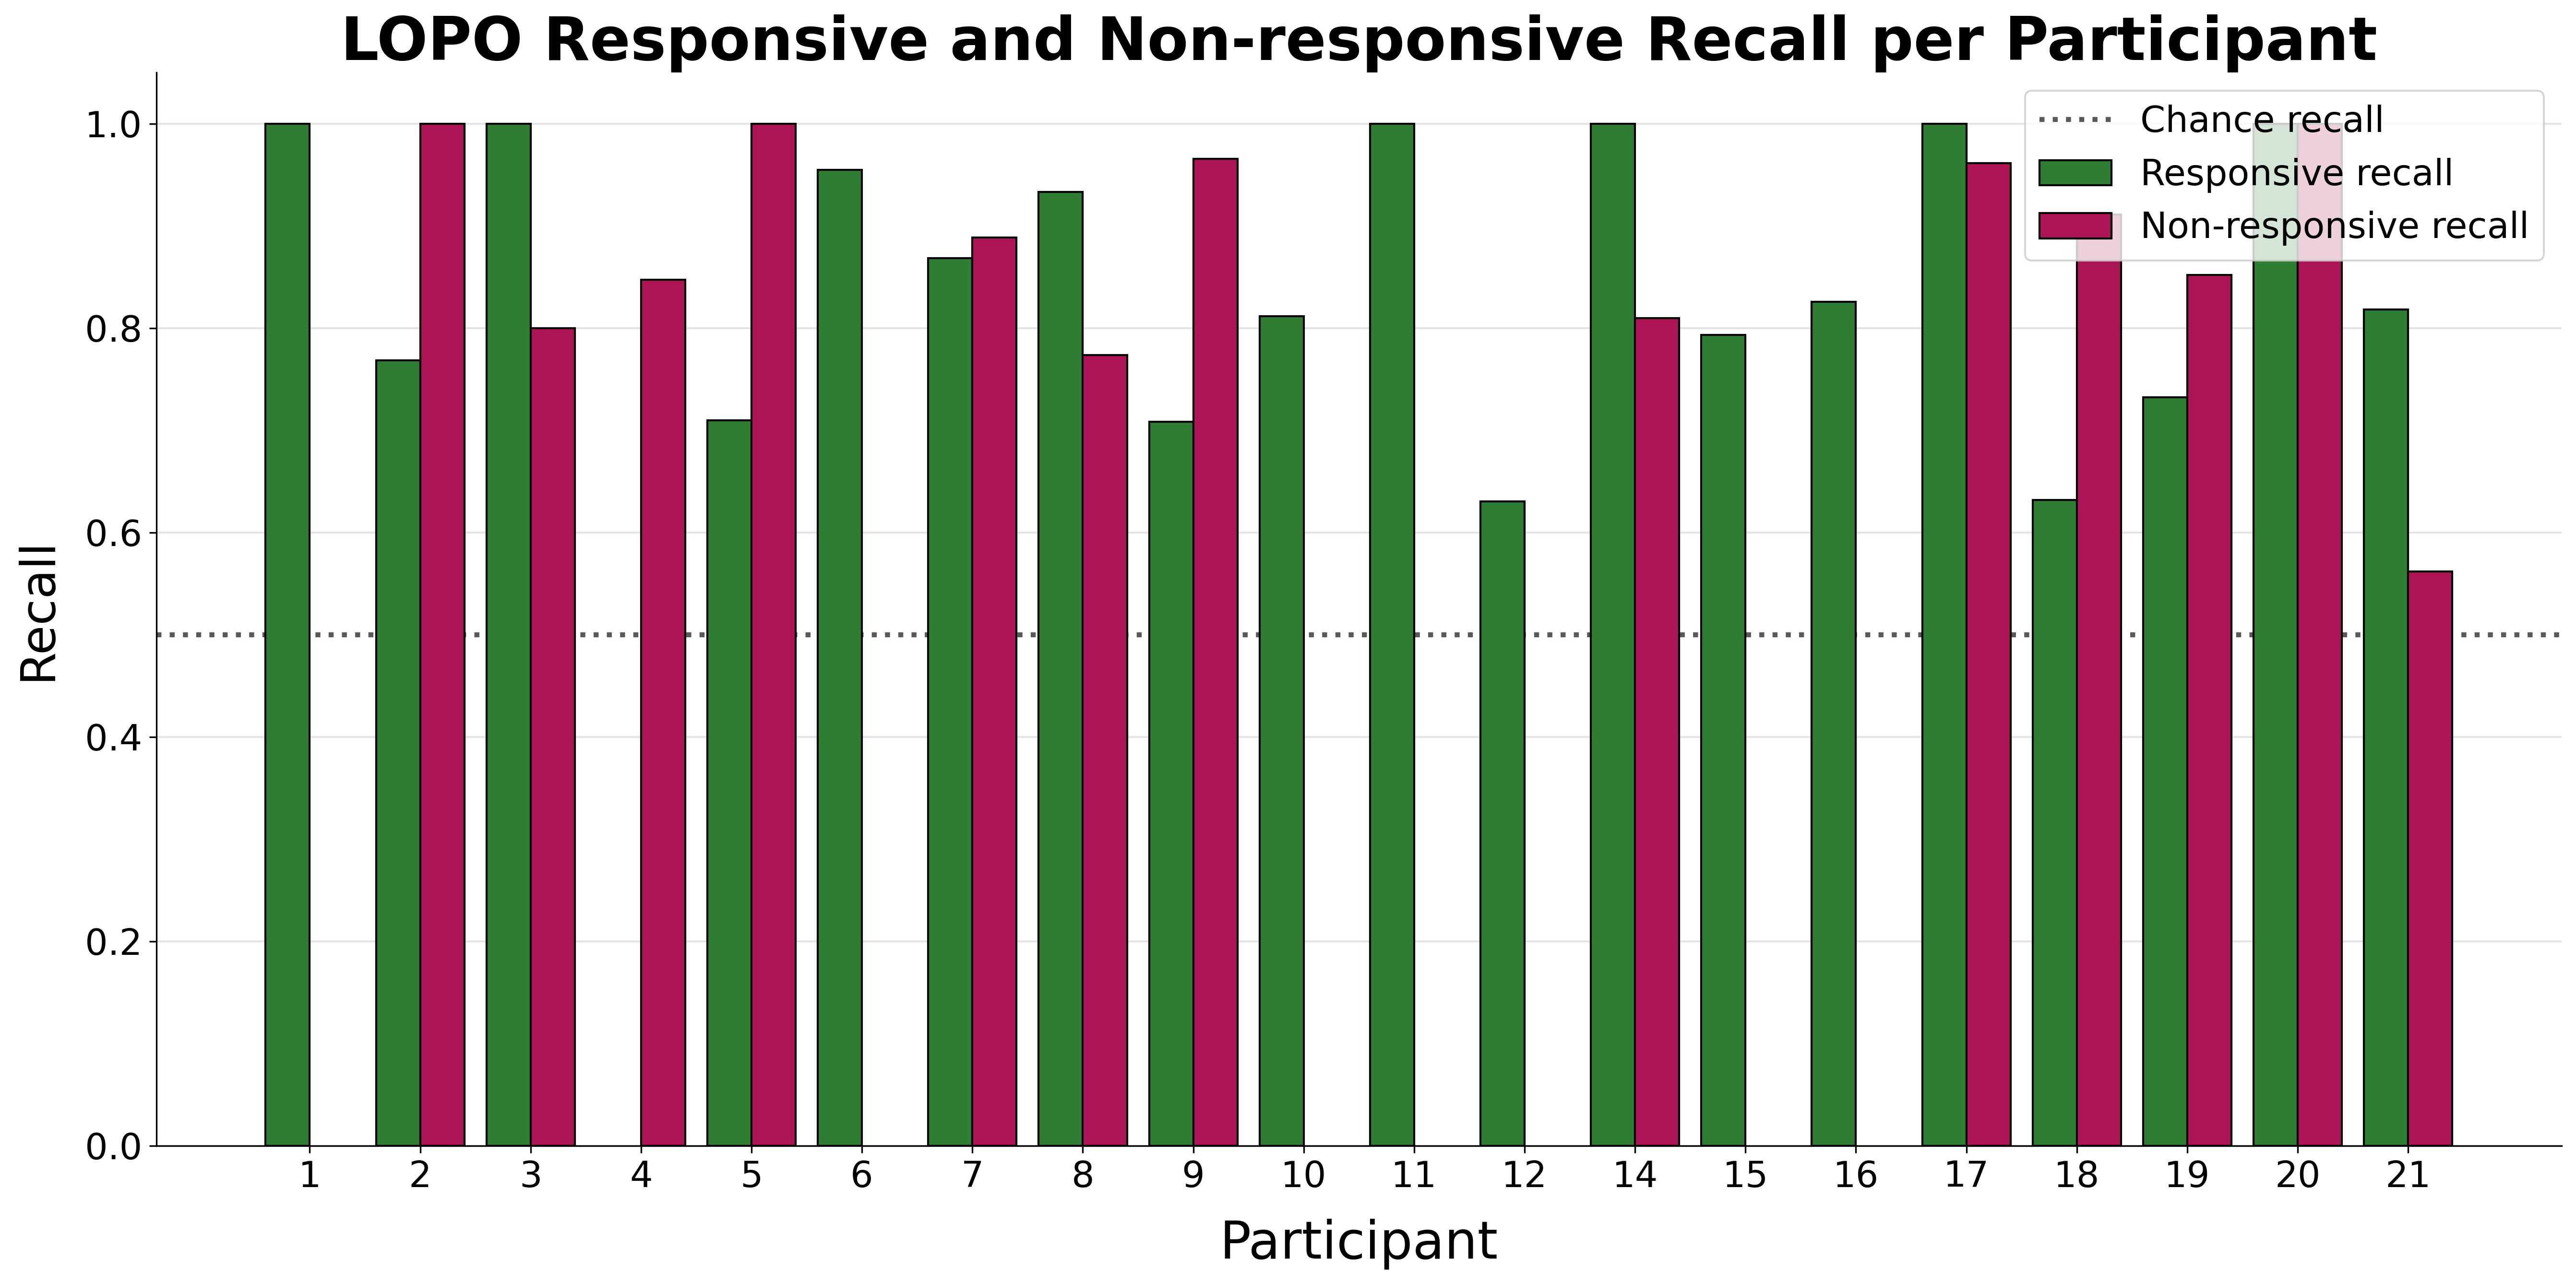 LOPO Responsive and Non-responsive Recall per Participant
Chance recall
Responsive recall
Non-responsive recall
1.0
0.8
0.6
0.4
0.2
0.0
Recall
1 2 3 4 5 6 7 8 9 10 11 12 14 15 16 17 18 19 20 21
Participant